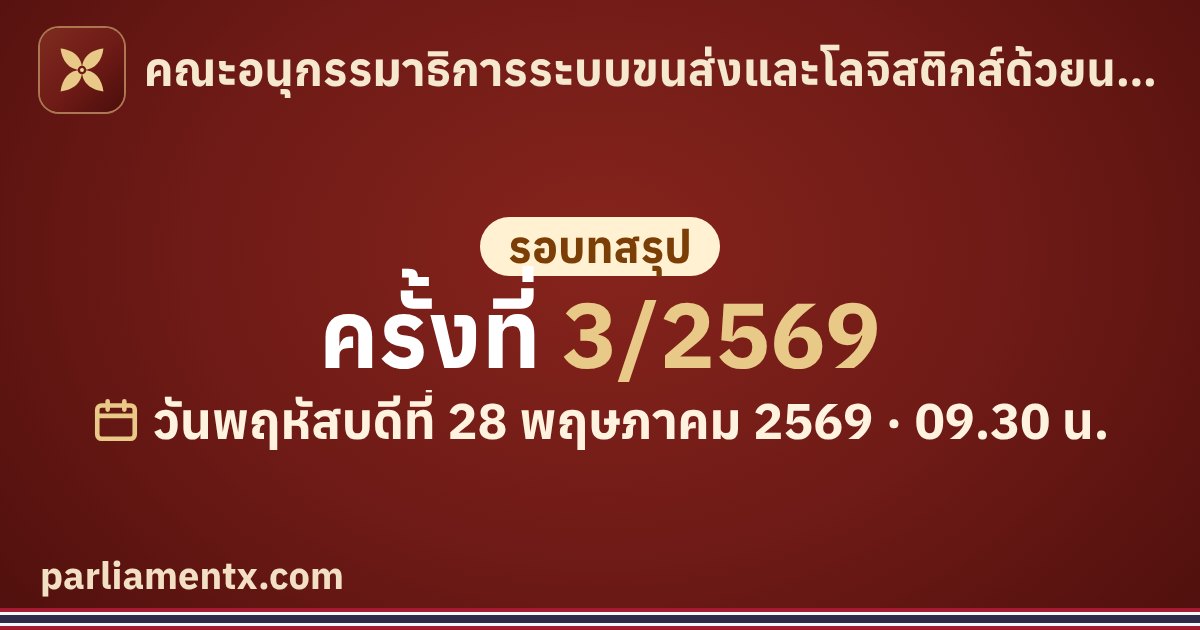 คณะอนุกรรมาธิการระบบขนส่งและโลจิสติกส์ด้วยน...
รอบทสรุป
ครั้งที่ 3/2569
วันพฤหัสบดีที่ 28 พฤษภาคม 2569 · 09.30 น.
parliamentx.com